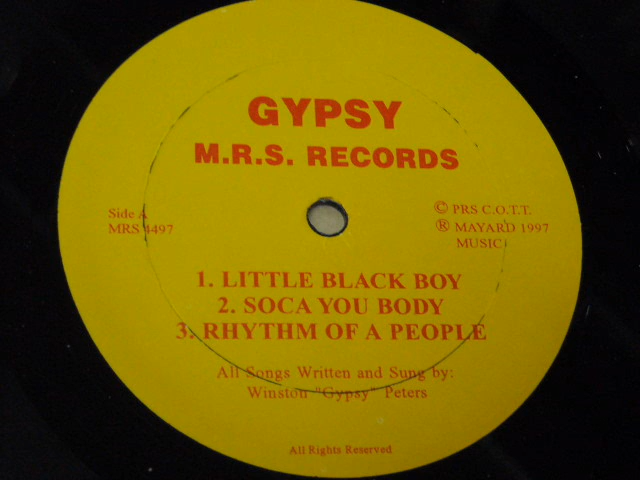 GYPSY
M.R.S. RECORDS
Side A
MRS 4497
© PRS C.O.T.T.
® MAYARD 1997
MUSIC
1. LITTLE BLACK BOY
2. SOCA YOU BODY
3. RHYTHM OF A PEOPLE
All Songs Written and Sung by:
Winston "Gypsy" Peters
All Rights Reserved